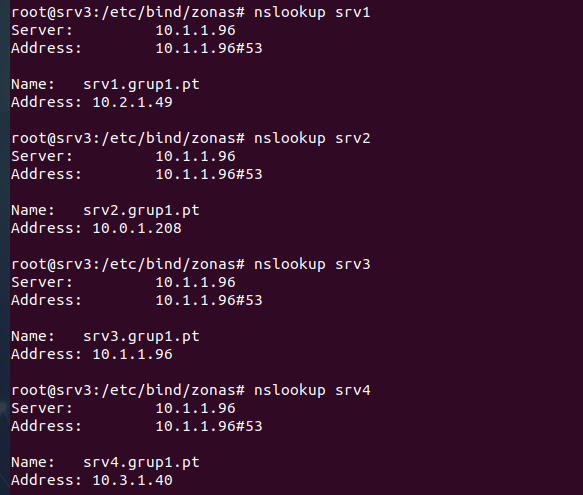 root@srv3:/etc/bind/zonas# nslookup srv1
Server:         10.1.1.96
Address:        10.1.1.96#53

Name:   srv1.grup1.pt
Address: 10.2.1.49

root@srv3:/etc/bind/zonas# nslookup srv2
Server:         10.1.1.96
Address:        10.1.1.96#53

Name:   srv2.grup1.pt
Address: 10.0.1.208

root@srv3:/etc/bind/zonas# nslookup srv3
Server:         10.1.1.96
Address:        10.1.1.96#53

Name:   srv3.grup1.pt
Address: 10.1.1.96

root@srv3:/etc/bind/zonas# nslookup srv4
Server:         10.1.1.96
Address:        10.1.1.96#53

Name:   srv4.grup1.pt
Address: 10.3.1.40